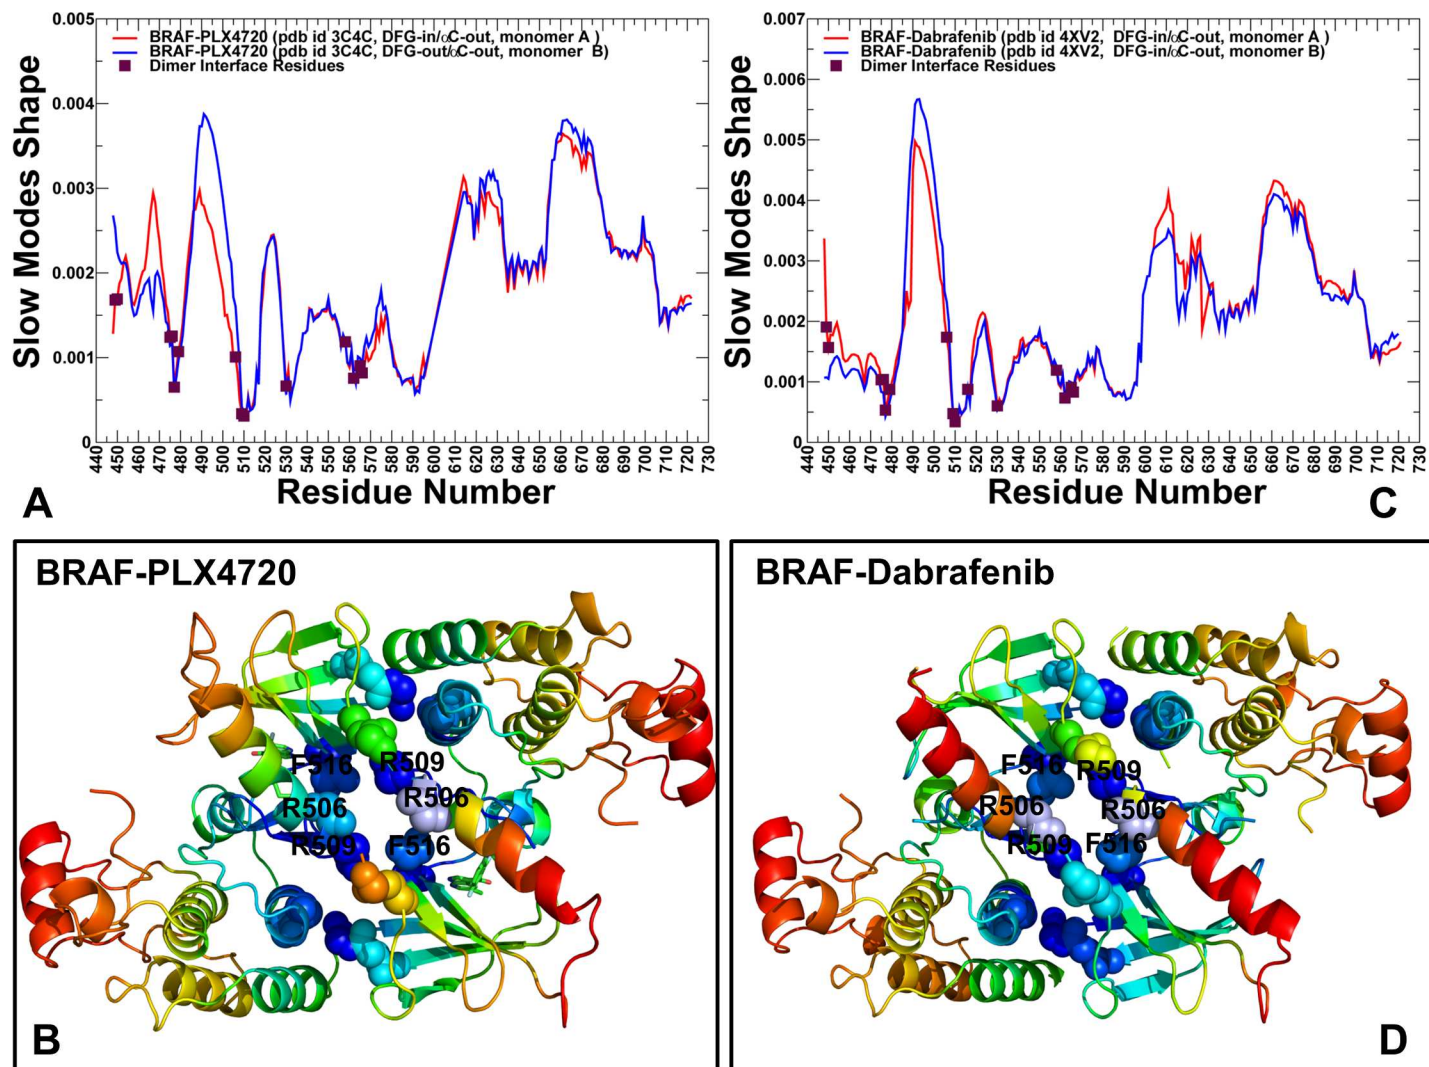 0.005
0.004
0.003
0.002
0.001
0
Slow Modes Shape
BRAF-PLX4720 (pdb id 3C4C, DFG-in/αC-out, monomer A )
BRAF-PLX4720 (pdb id 3C4C, DFG-out/αC-out, monomer B)
Dimer Interface Residues
440 450 460 470 480 490 500 510 520 530 540 550 560 570 580 590 600 610 620 630 640 650 660 670 680 690 700 710 720 730
Residue Number
A
0.007
0.006
0.005
0.004
0.003
0.002
0.001
0
Slow Modes Shape
BRAF-Dabrafenib (pdb id 4XV2, DFG-in/αC-out, monomer A )
BRAF-Dabrafenib (pdb id 4XV2, DFG-in/αC-out, monomer B)
Dimer Interface Residues
440 450 460 470 480 490 500 510 520 530 540 550 560 570 580 590 600 610 620 630 640 650 660 670 680 690 700 710 720 730
Residue Number
C
BRAF-PLX4720
F516 R509
R506 R506
R509 F516
B
BRAF-Dabrafenib
F516 R509
R506 R506
R509 F516
D